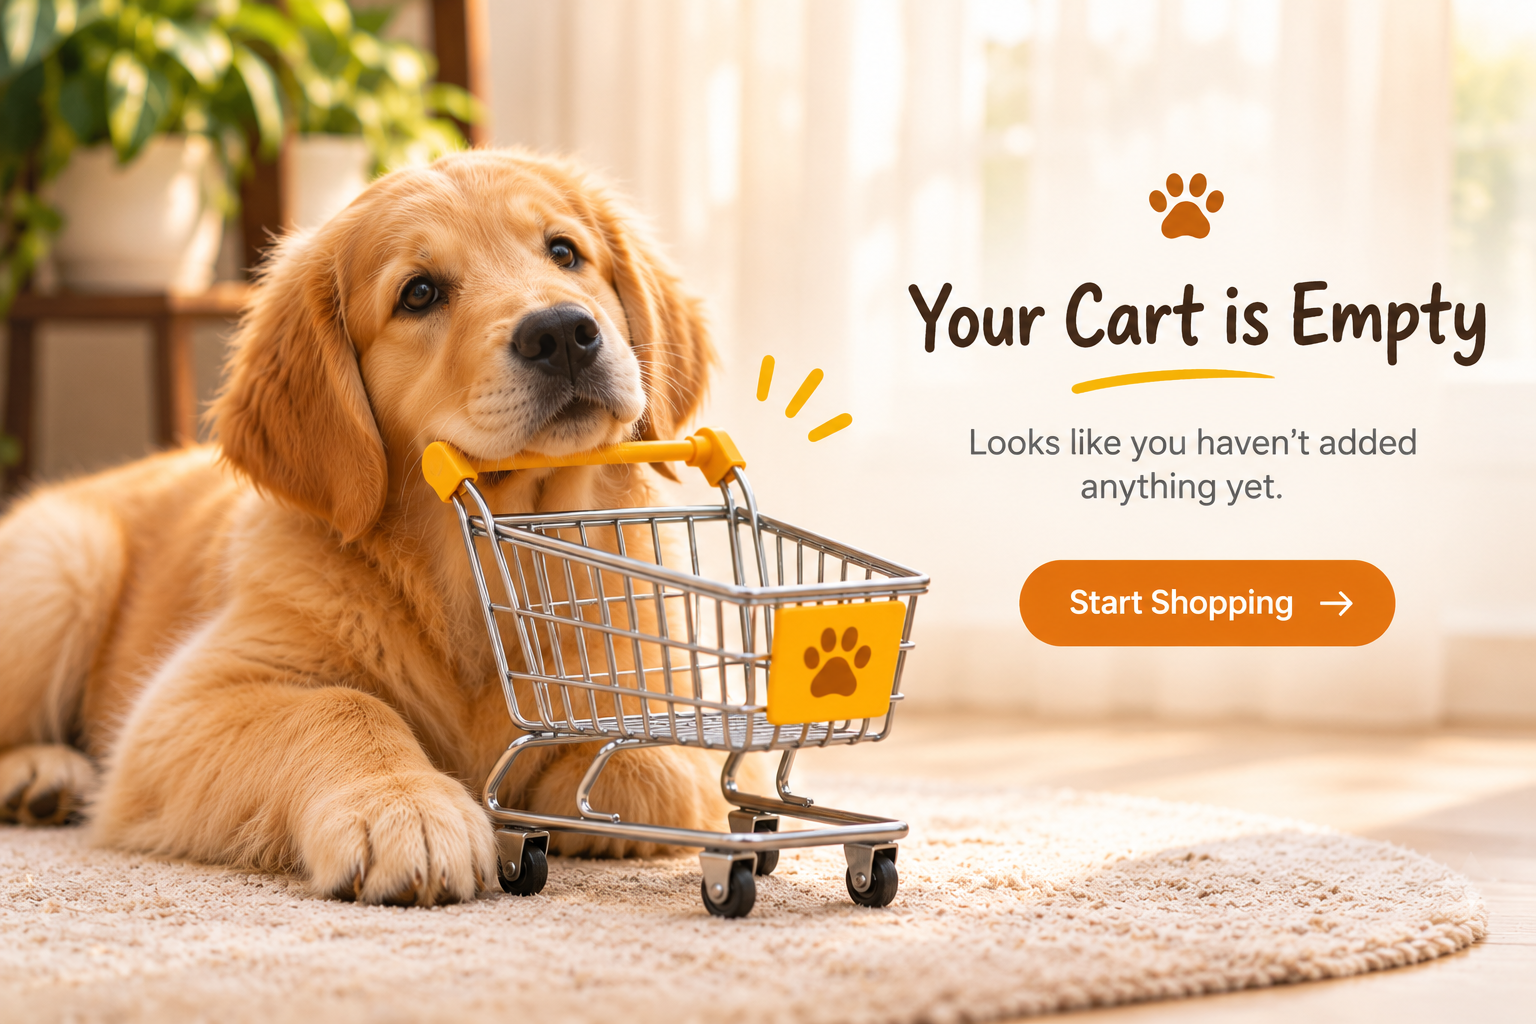 Your Cart is Empty
Looks like you haven’t added
anything yet.
Start Shopping →